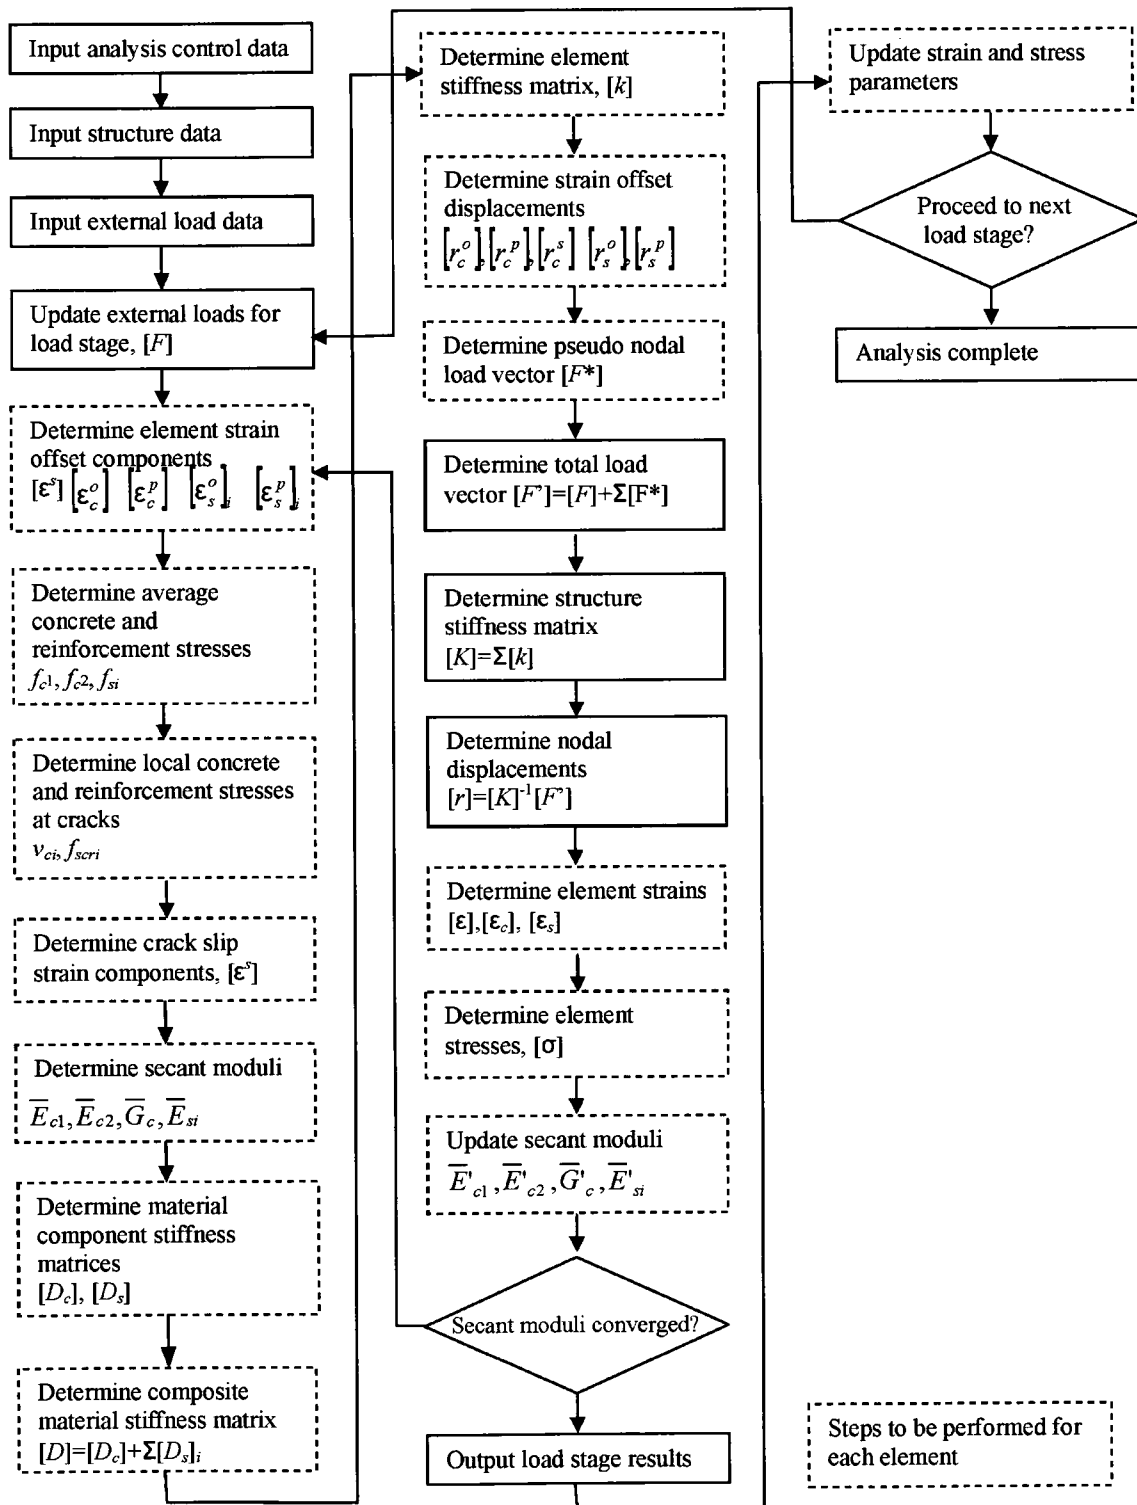 Input analysis control data
Input structure data
Input external load data
Update external loads for
load stage, [F]
Determine element strain
offset components
[ε^s] [ε_c^o] [ε_c^p] [ε_s^o]_i [ε_s^p]_i
Determine average
concrete and
reinforcement stresses
f_c1, f_c2, f_si
Determine local concrete
and reinforcement stresses
at cracks
v_ci, f_scri
Determine crack slip
strain components, [ε^s]
Determine secant moduli
E̅_c1, E̅_c2, G̅_c, E̅_si
Determine material
component stiffness
matrices
[D_c], [D_s]
Determine composite
material stiffness matrix
[D]=[D_c]+Σ[D_s]_i
Determine element
stiffness matrix, [k]
Determine strain offset
displacements
[r_c^o],[r_c^p],[r_c^s] [r_s^o],[r_s^p]
Determine pseudo nodal
load vector [F*]
Determine total load
vector [F’]=[F]+Σ[F*]
Determine structure
stiffness matrix
[K]=Σ[k]
Determine nodal
displacements
[r]=[K]^-1[F’]
Determine element strains
[ε],[ε_c], [ε_s]
Determine element
stresses, [σ]
Update secant moduli
E̅'_c1, E̅'_c2, G̅'_c, E̅'_si
Secant moduli converged?
Output load stage results
Update strain and stress
parameters
Proceed to next
load stage?
Analysis complete
Steps to be performed for
each element